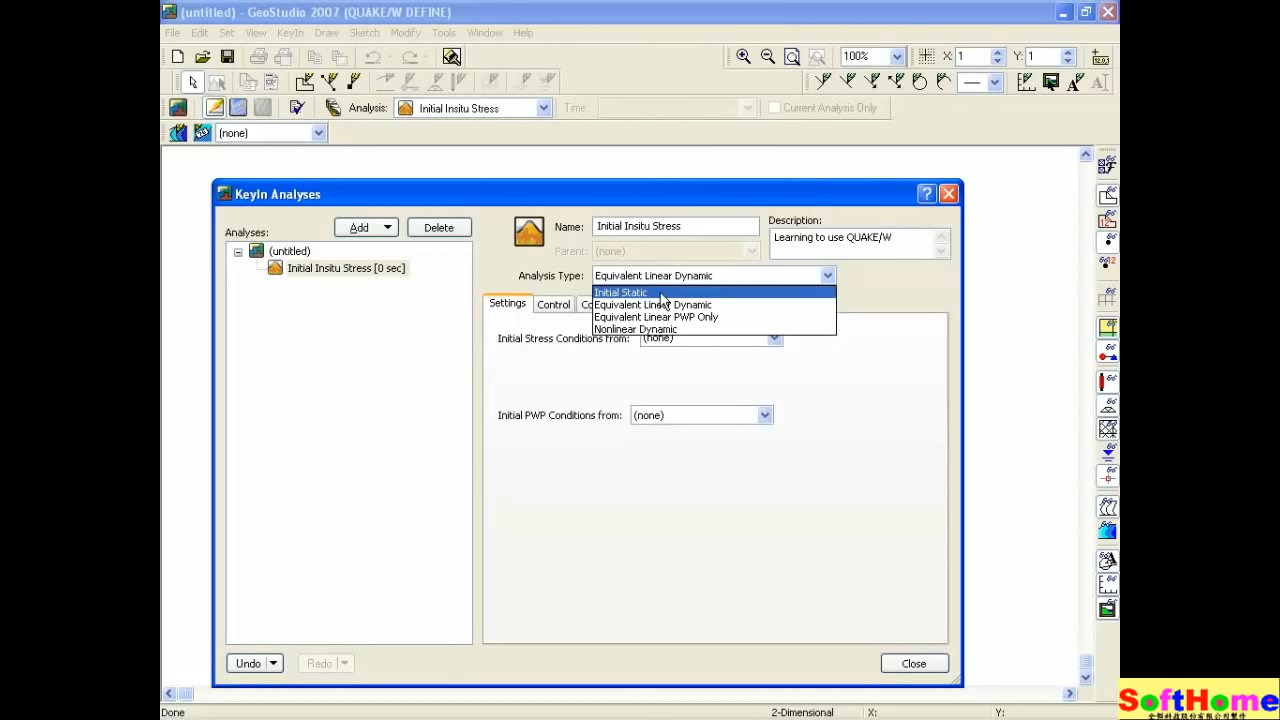 (untitled) - GeoStudio 2007 (QUAKE/W DEFINE)
File Edit Set View KeyIn Draw Sketch Modify Tools Window Help
1 Y:
Analysis: Initial Insitu Stress Time: Current Analysis Only
(none)
KeyIn Analyses
Analyses: Add Delete
(untitled)
Initial Insitu Stress [0 sec]
Name: Initial Insitu Stress
Parent: (none)
Description:
Learning to use QUAKE/W
Analysis Type: Equivalent Linear Dynamic
Initial Static
Equivalent Linear Dynamic
Equivalent Linear PWP Only
Nonlinear Dynamic
Settings Control
Initial Stress Conditions from: (none)
Initial PWP Conditions from: (none)
Undo Redo Close
Done 2-Dimensional X: Y:
SoftHome